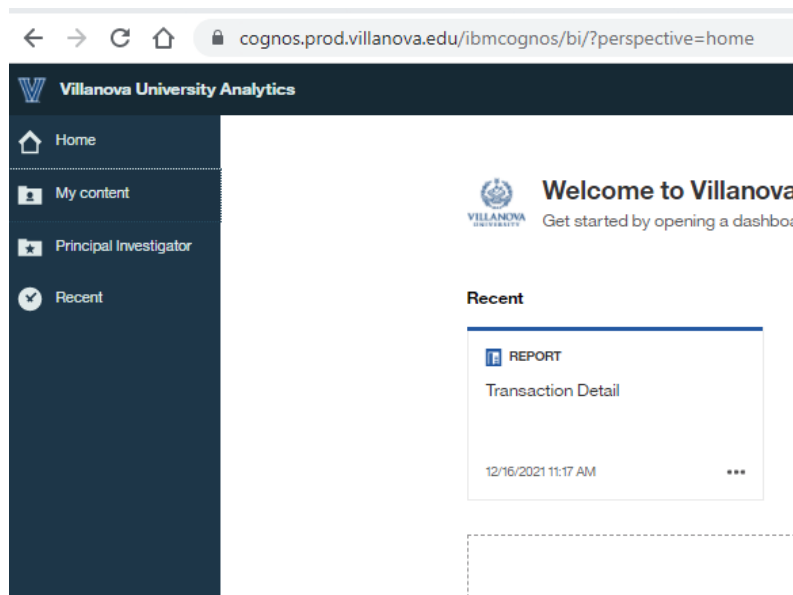 cognos.prod.villanova.edu/ibmcognos/bi/?perspective=home
Villanova University Analytics
Home
My content
Principal Investigator
Recent
Welcome to Villanova
VILLANOVA
UNIVERSITY
Get started by opening a dashboa
Recent
REPORT
Transaction Detail
12/16/2021 11:17 AM